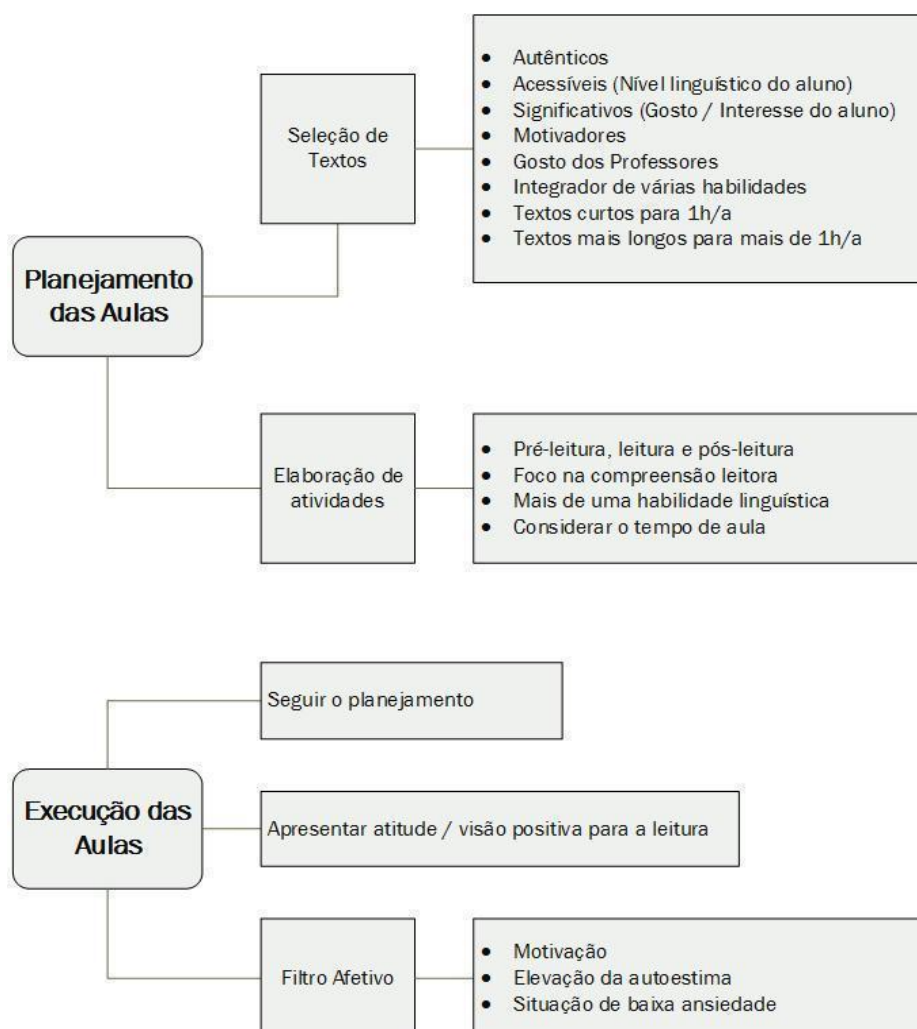 Planejamento
das Aulas
Seleção de
Textos
• Autênticos
• Acessíveis (Nível linguístico do aluno)
• Significativos (Gosto / Interesse do aluno)
• Motivadores
• Gosto dos Professores
• Integrador de várias habilidades
• Textos curtos para 1h/a
• Textos mais longos para mais de 1h/a
Elaboração de
atividades
• Pré-leitura, leitura e pós-leitura
• Foco na compreensão leitora
• Mais de uma habilidade linguística
• Considerar o tempo de aula
Execução das
Aulas
Seguir o planejamento
Apresentar atitude / visão positiva para a leitura
Filtro Afetivo
• Motivação
• Elevação da autoestima
• Situação de baixa ansiedade